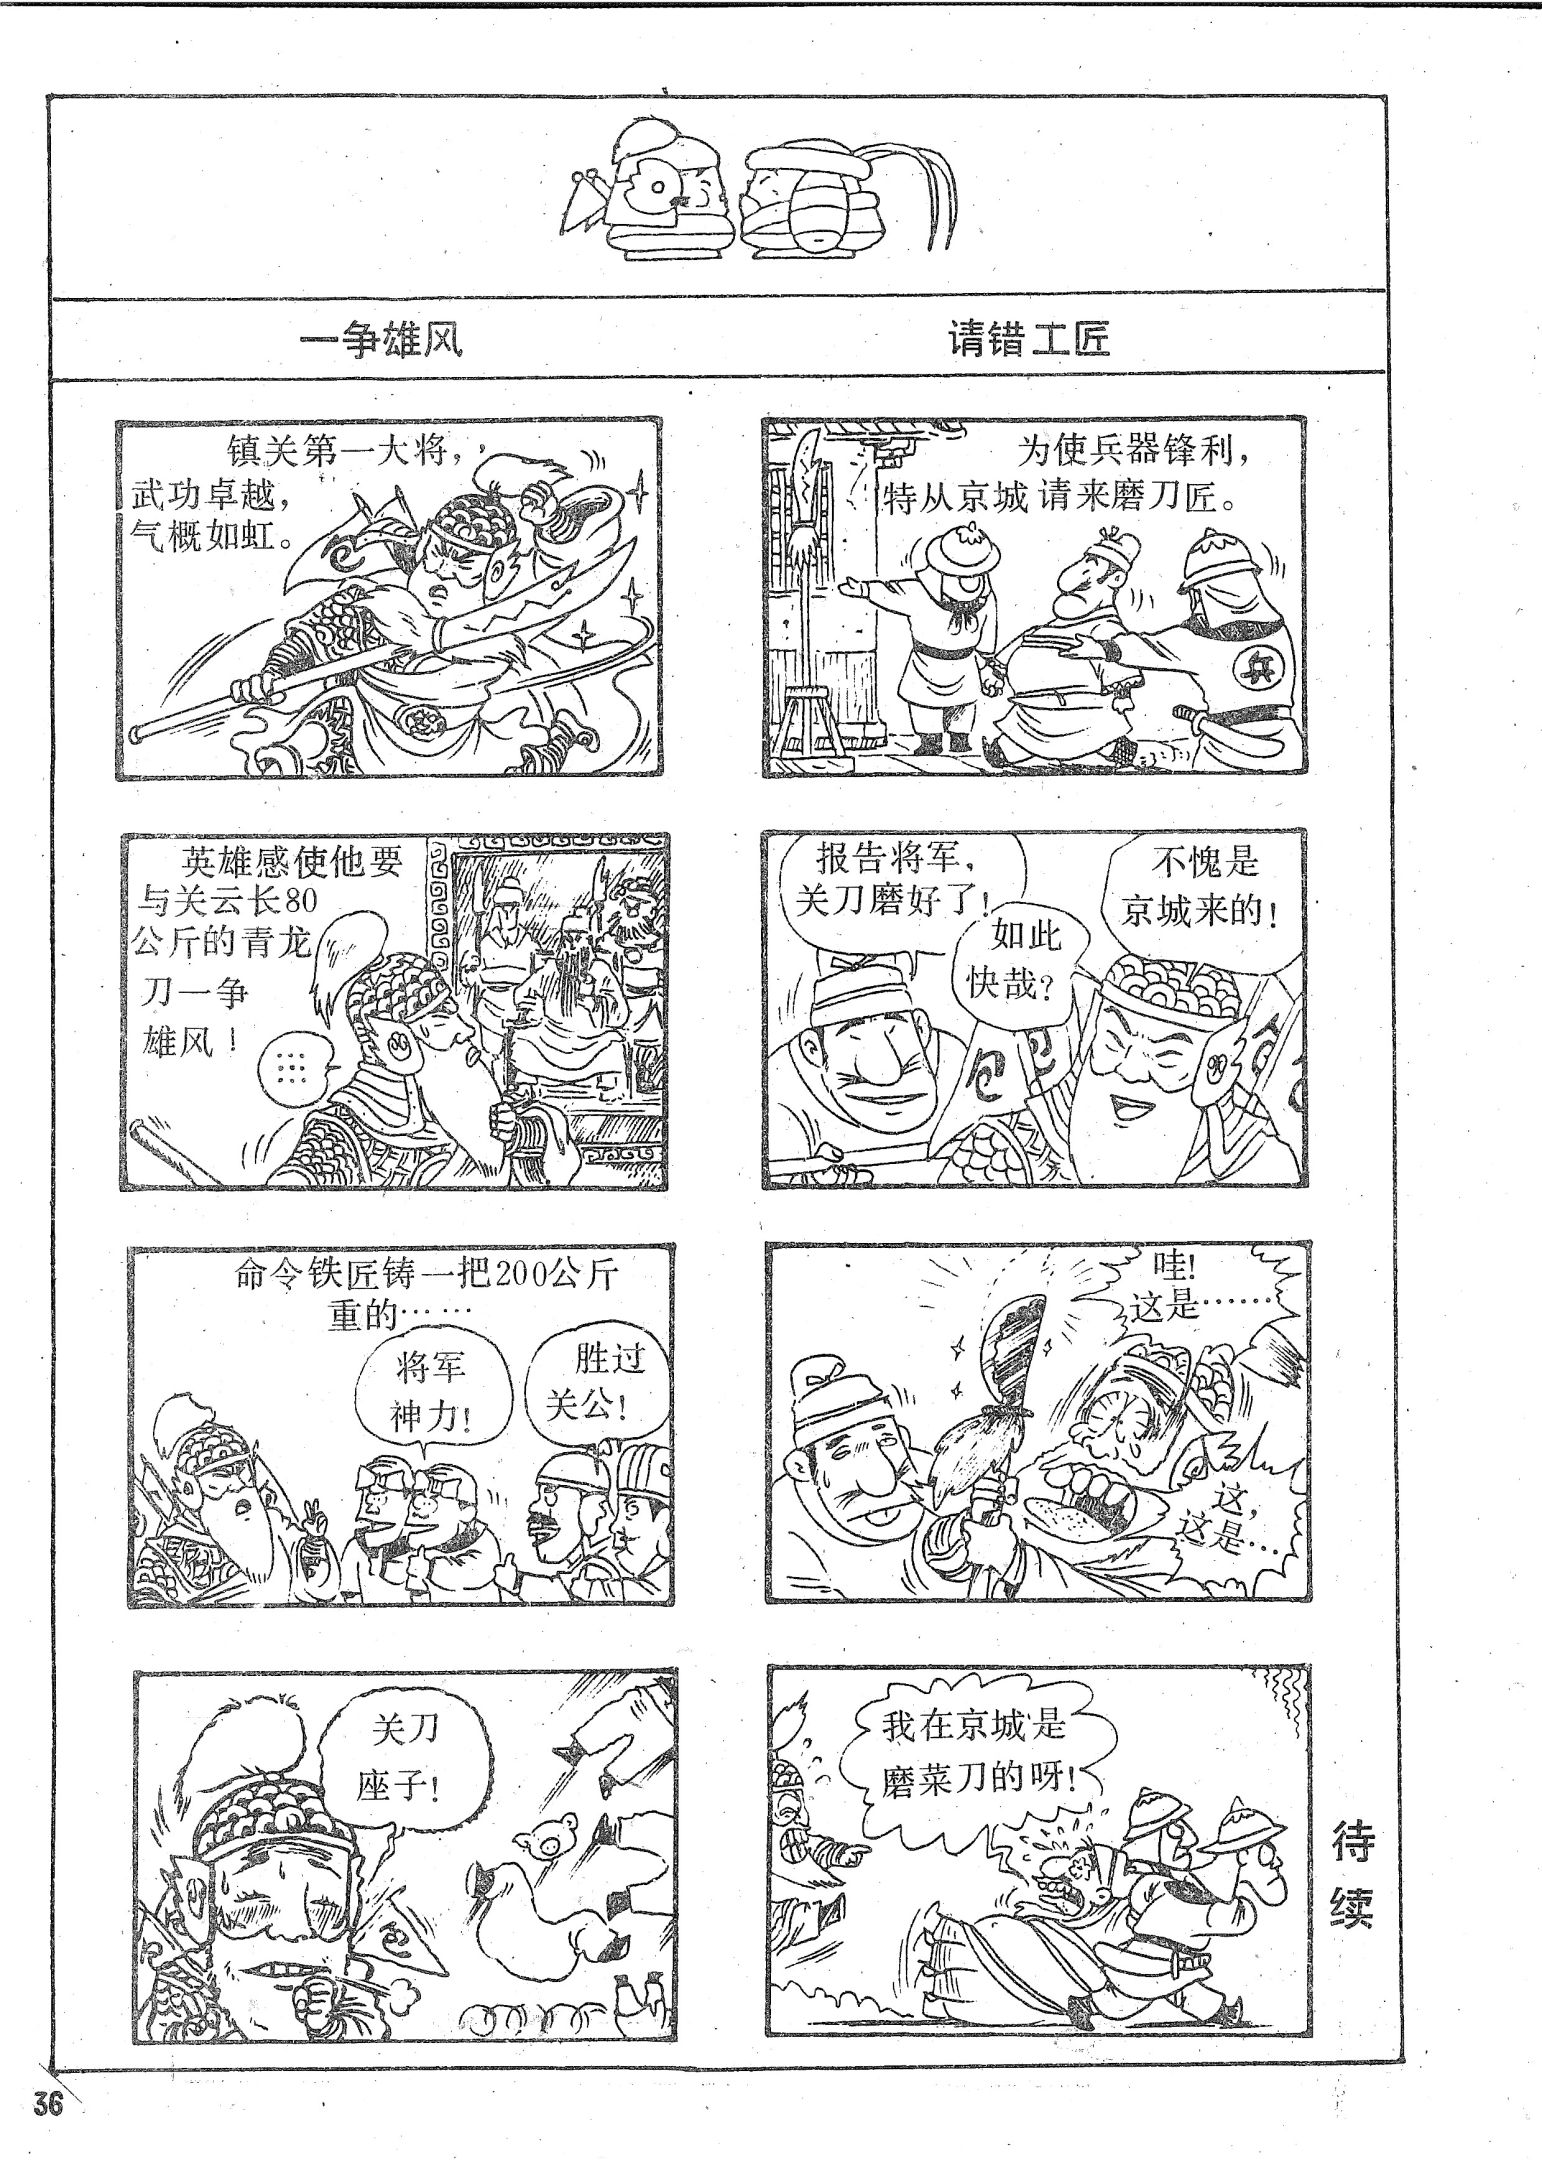 一争雄风
镇关第一大将，
武功卓越，
气概如虹。
英雄感使他要
与关云长80
公斤的青龙
刀一争
雄风！
命令铁匠铸一把200公斤
重的……
将军
神力！
胜过
关公！
关刀
座子！
请错工匠
为使兵器锋利，
特从京城请来磨刀匠。
兵
报告将军，
关刀磨好了！
如此
快哉？
不愧是
京城来的！
哇！
这是……
这，
这是…
我在京城是
磨菜刀的呀！
待
续
36